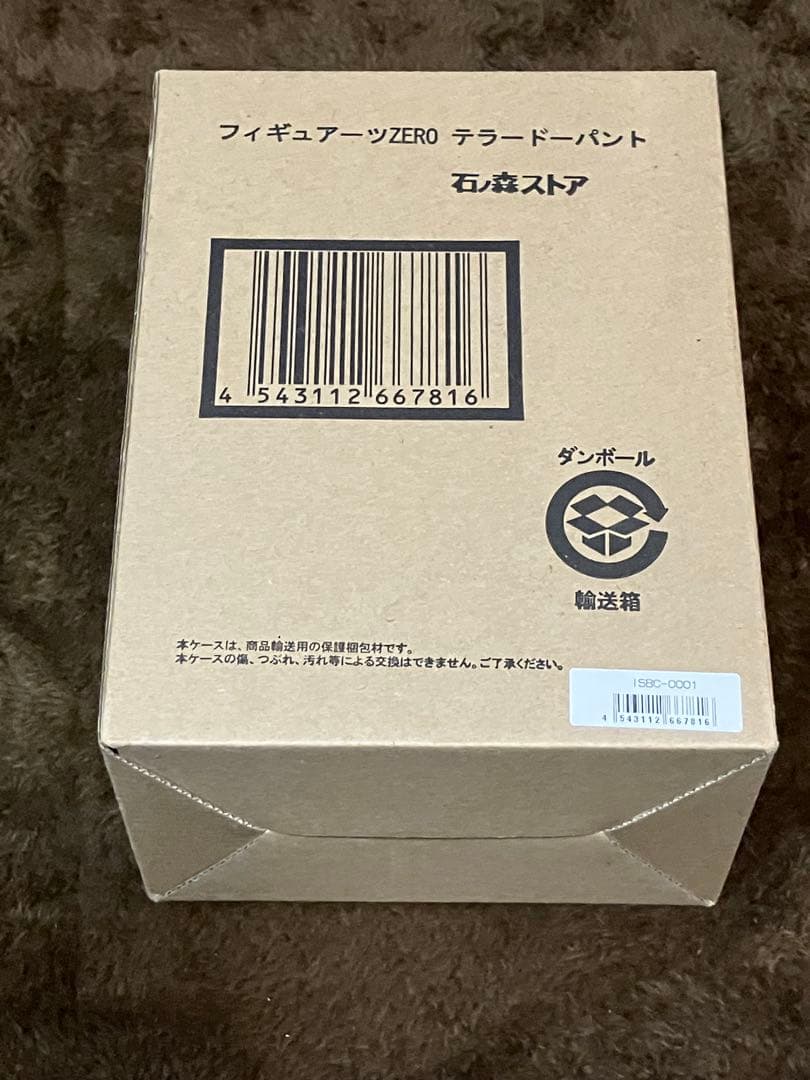 フィギュアーツZERO テラードーパント
石ノ森ストア
4 543112 667816
ダンボール
輸送箱
本ケースは、商品輸送用の保護梱包材です。
本ケースの傷、つぶれ、汚れ等による交換はできません。ご了承ください。
ISBC-0001
4 543112 667816